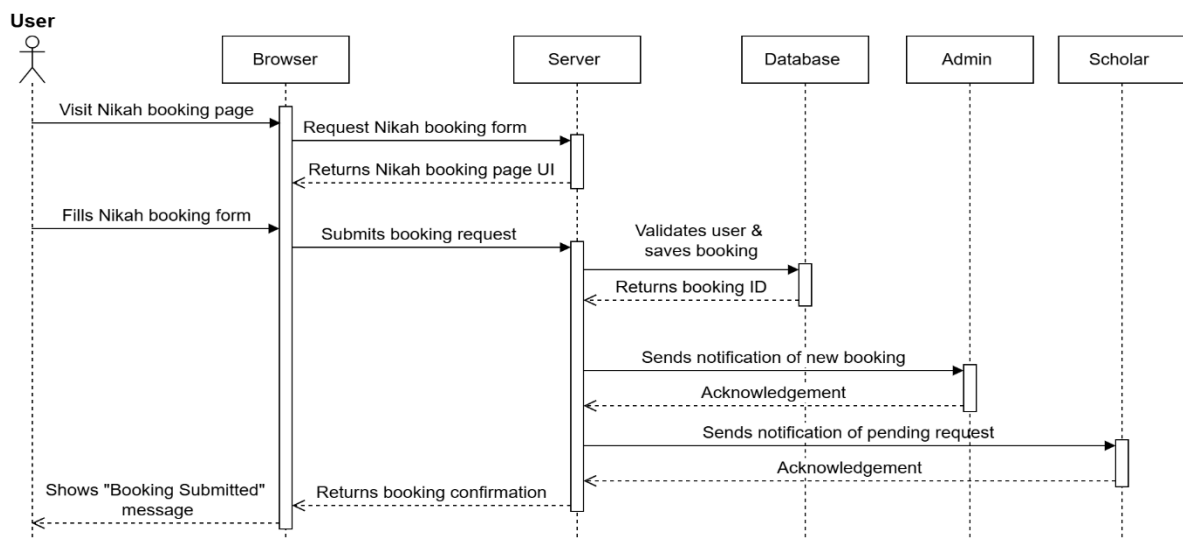 User
Browser
Server
Database
Admin
Scholar
Visit Nikah booking page
Request Nikah booking form
Returns Nikah booking page UI
Fills Nikah booking form
Submits booking request
Validates user &
saves booking
Returns booking ID
Sends notification of new booking
Acknowledgement
Sends notification of pending request
Acknowledgement
Returns booking confirmation
Shows "Booking Submitted"
message